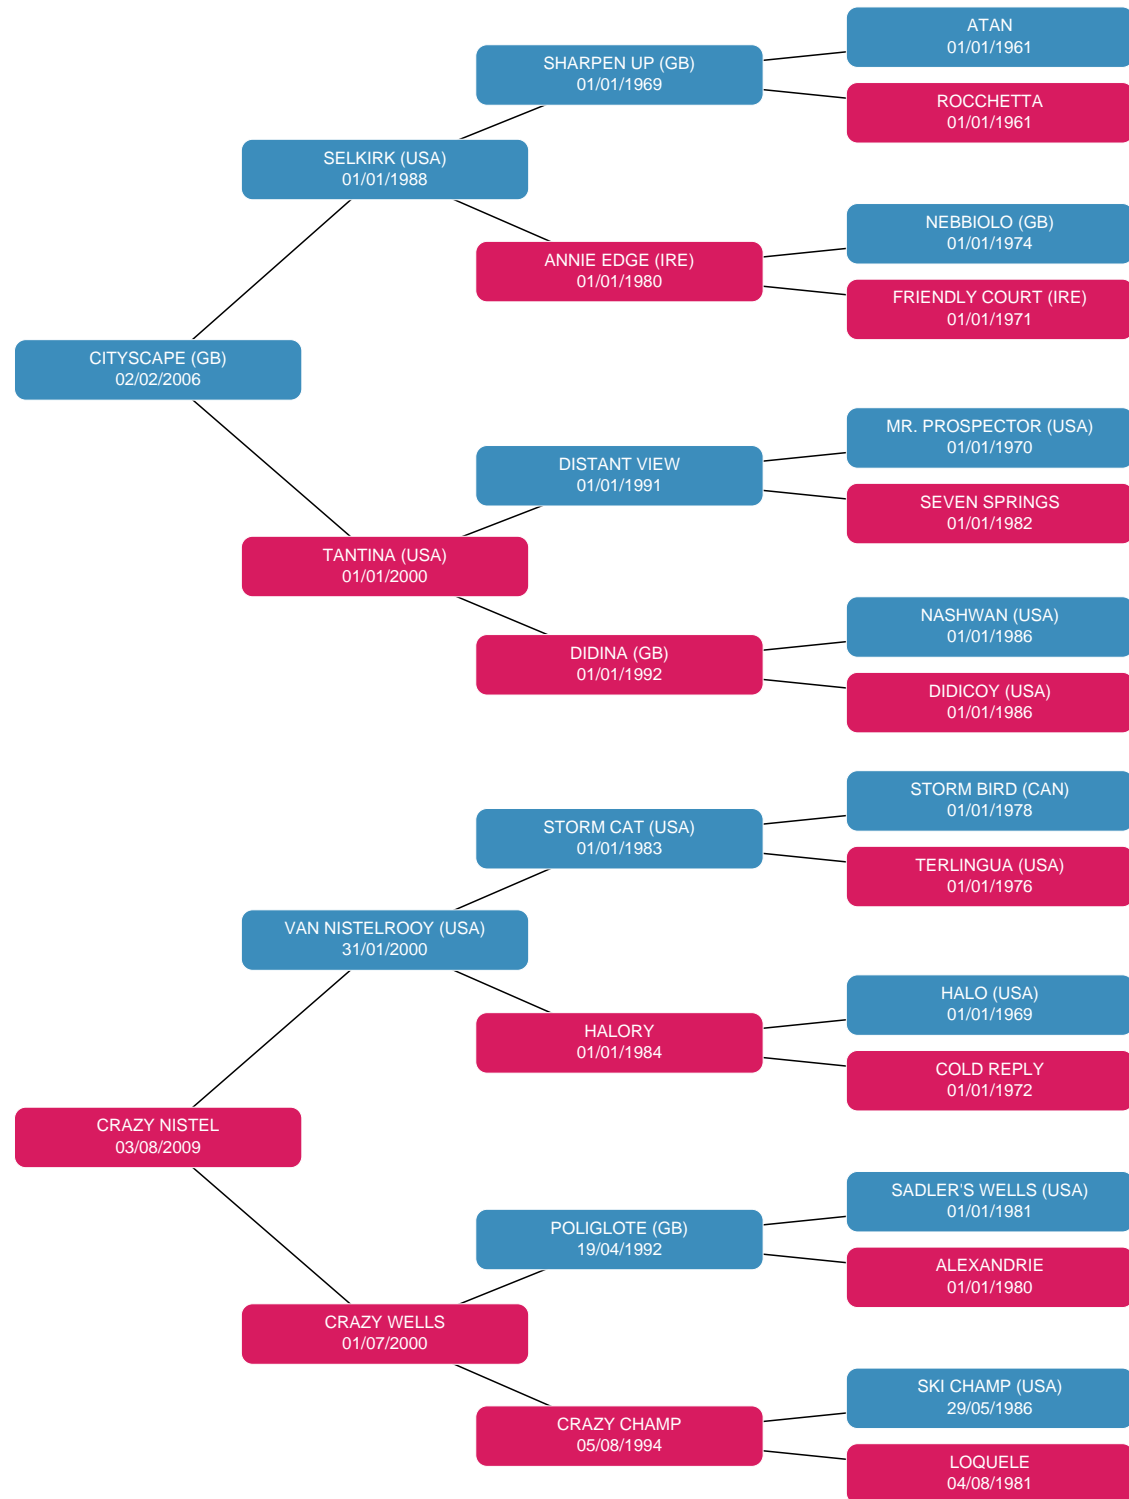 ATAN
01/01/1961
SHARPEN UP (GB)
01/01/1969
ROCCHETTA
01/01/1961
SELKIRK (USA)
01/01/1988
NEBBIOLO (GB)
01/01/1974
ANNIE EDGE (IRE)
01/01/1980
FRIENDLY COURT (IRE)
01/01/1971
CITYSCAPE (GB)
02/02/2006
MR. PROSPECTOR (USA)
01/01/1970
DISTANT VIEW
01/01/1991
SEVEN SPRINGS
01/01/1982
TANTINA (USA)
01/01/2000
NASHWAN (USA)
01/01/1986
DIDINA (GB)
01/01/1992
DIDICOY (USA)
01/01/1986
STORM BIRD (CAN)
01/01/1978
STORM CAT (USA)
01/01/1983
TERLINGUA (USA)
01/01/1976
VAN NISTELROOY (USA)
31/01/2000
HALO (USA)
01/01/1969
HALORY
01/01/1984
COLD REPLY
01/01/1972
CRAZY NISTEL
03/08/2009
SADLER'S WELLS (USA)
01/01/1981
POLIGLOTE (GB)
19/04/1992
ALEXANDRIE
01/01/1980
CRAZY WELLS
01/07/2000
SKI CHAMP (USA)
29/05/1986
CRAZY CHAMP
05/08/1994
LOQUELE
04/08/1981